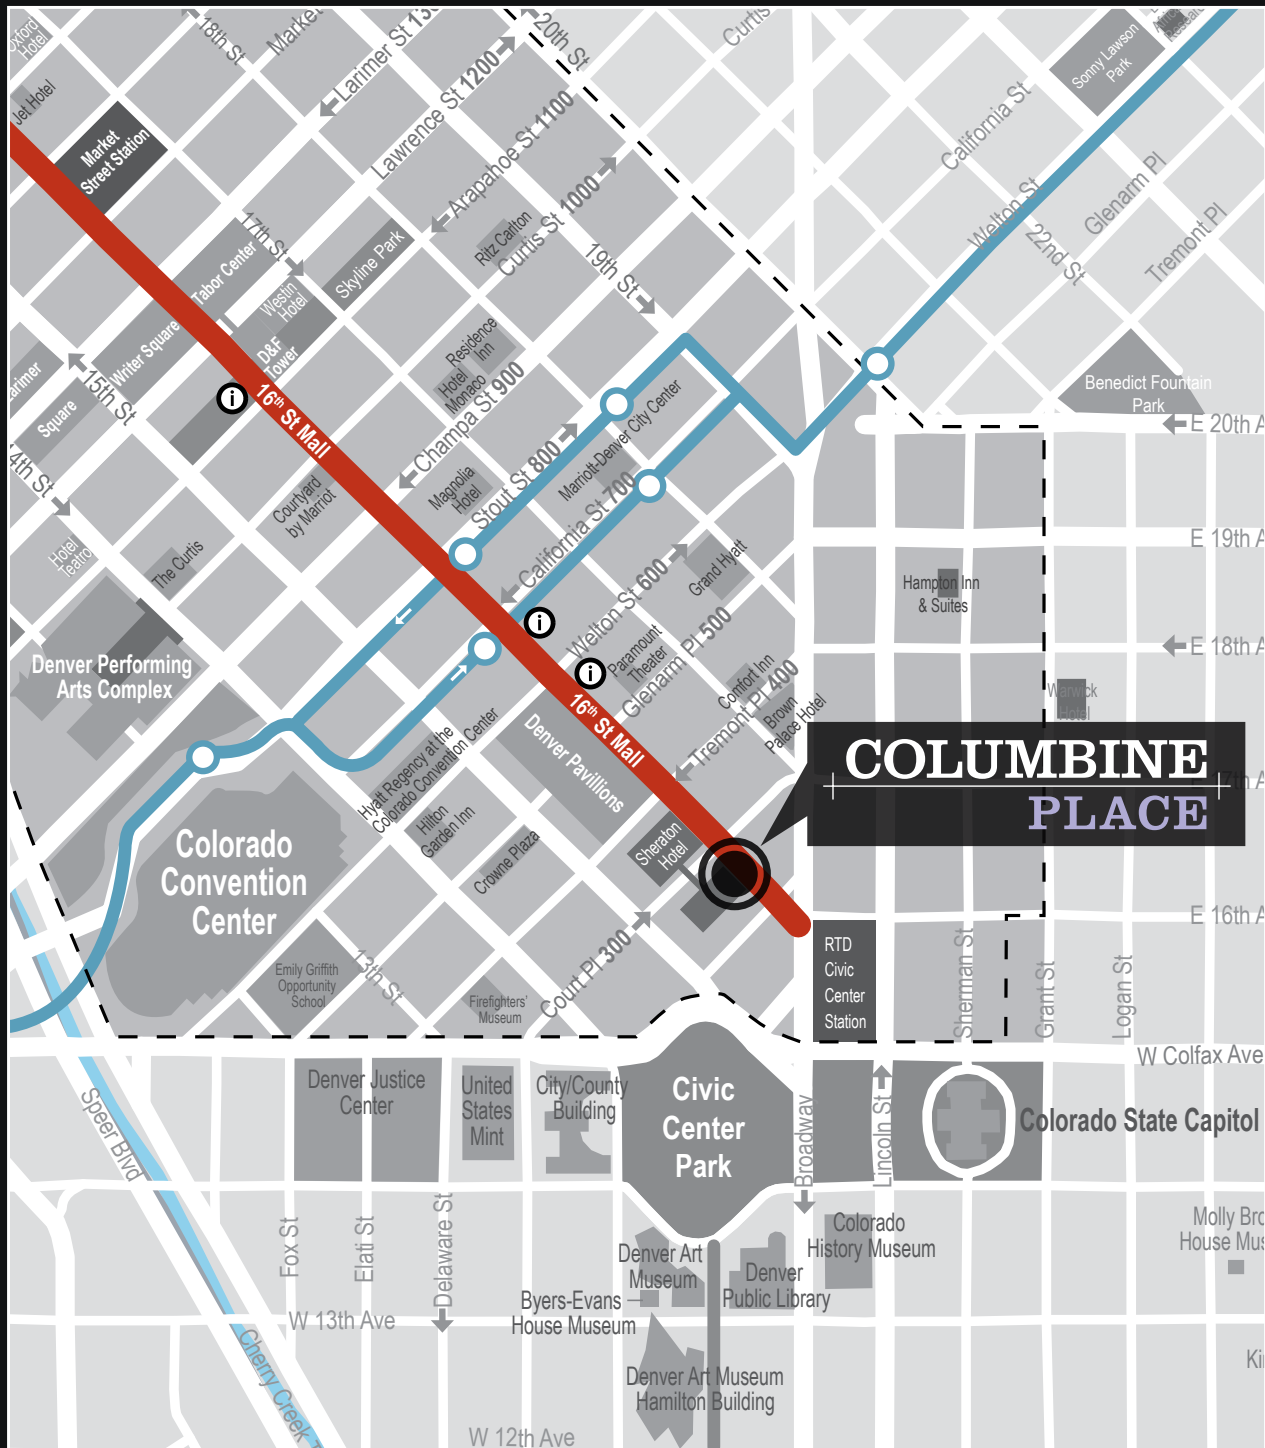 Oxford
Hotel
18th St
Market
Larimer St
20th St
Curtis
Sonny Lawson
Park
Jet Hotel
Lawrence St 1200
Arapahoe St 1100
California St
Market
Street Station
Curtis St 1000
Ritz Carlton
Welton St
Glenarm Pl
Tremont Pl
22nd St
17th St
Skyline Park
19th St
Tabor Center
Westin
Hotel
Writer Square
D&F
Tower
Residence
Inn
Hotel
Monaco
Larimer
Square
15th St
16th St Mall
Champa St 900
Marriott-Denver City Center
Benedict Fountain
Park
E 20th A
4th St
Courtyard
by Marriot
Magnolia
Hotel
Stout St 800
California St 700
E 19th A
Hotel
Teatro
The Curtis
Welton St 600
Grand Hyatt
Hampton Inn
& Suites
Denver Performing
Arts Complex
Paramount
Theater
Glenarm Pl 500
Comfort Inn
Tremont Pl 400
Brown
Palace Hotel
E 18th A
Warwick
Hotel
16th St Mall
Hyatt Regency at the
Colorado Convention Center
Denver Pavillions
COLUMBINE
PLACE
17th A
Hilton
Garden Inn
Crowne Plaza
Sheraton
Hotel
Colorado
Convention
Center
E 16th A
Court Pl 300
13th St
Emily Griffith
Opportunity
School
Firefighters'
Museum
RTD
Civic
Center
Station
Sherman St
Grant St
Logan St
W Colfax Ave
Denver Justice
Center
United
States
Mint
City/County
Building
Civic
Center
Park
Broadway
Lincoln St
Colorado State Capitol
Speer Blvd
Fox St
Elati St
Delaware St
Denver Art
Museum
Denver
Public Library
Colorado
History Museum
Molly Bro
House Mus
Byers-Evans
House Museum
W 13th Ave
Cherry Creek T
Denver Art Museum
Hamilton Building
Ki
W 12th Ave